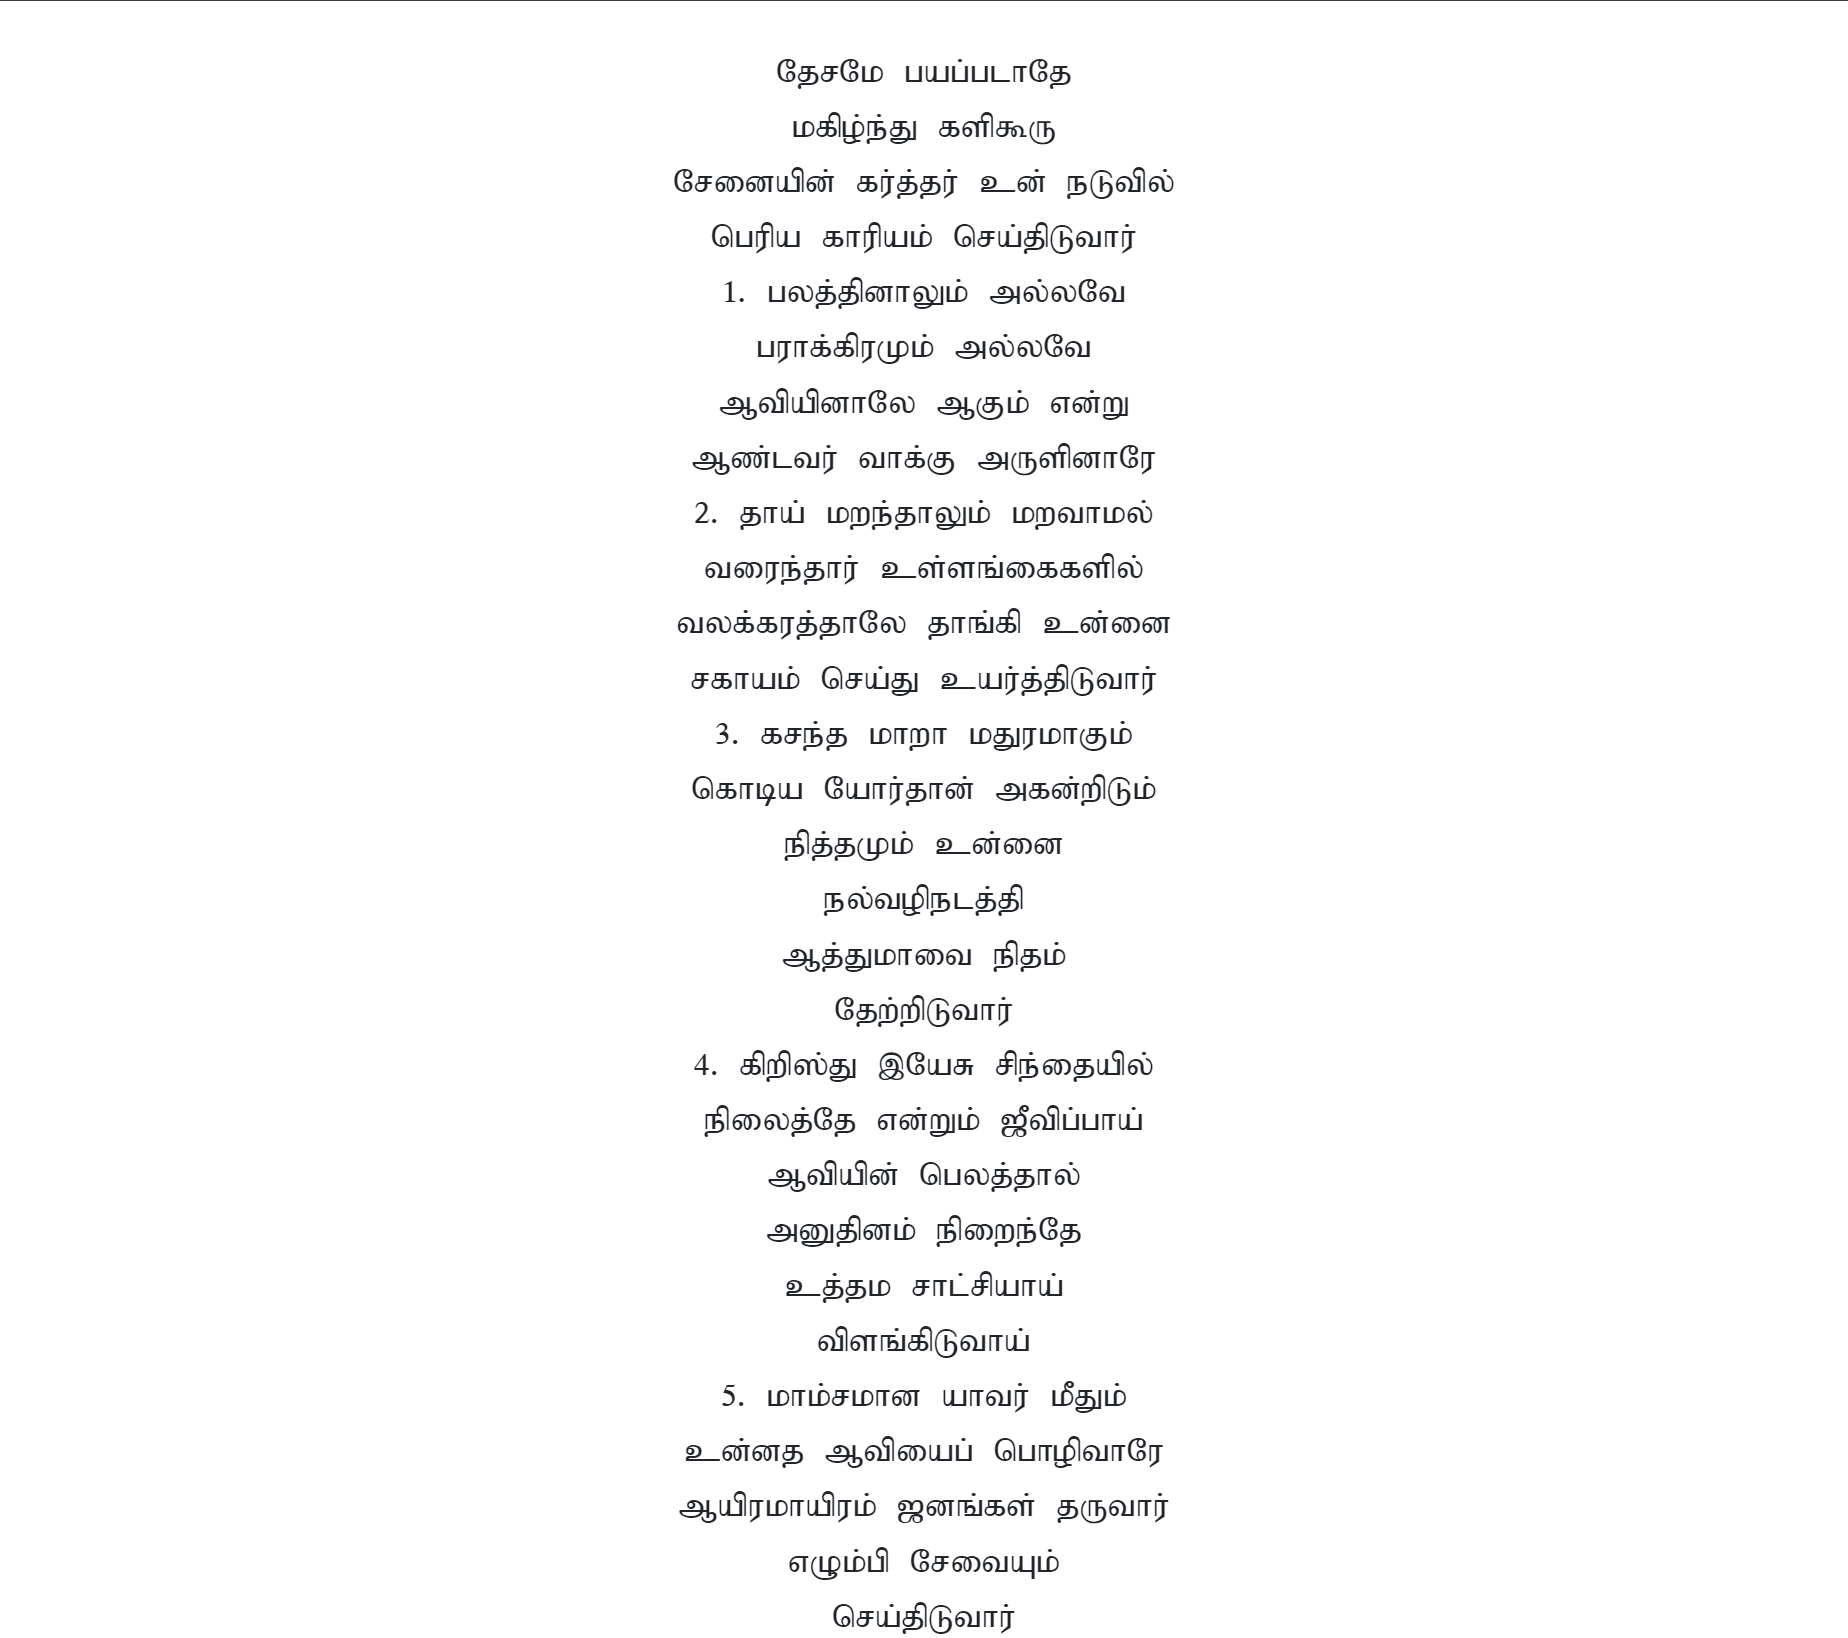 தேசமே பயப்படாதே
மகிழ்ந்து களிகூரு
சேனையின் கர்த்தர் உன் நடுவில்
பெரிய காரியம் செய்திடுவார்
1. பலத்தினாலும் அல்லவே
பராக்கிரமும் அல்லவே
ஆவியினாலே ஆகும் என்று
ஆண்டவர் வாக்கு அருளினாரே
2. தாய் மறந்தாலும் மறவாமல்
வரைந்தார் உள்ளங்கைகளில்
வலக்கரத்தாலே தாங்கி உன்னை
சகாயம் செய்து உயர்த்திடுவார்
3. கசந்த மாறா மதுரமாகும்
கொடிய யோர்தான் அகன்றிடும்
நித்தமும் உன்னை
நல்வழிநடத்தி
ஆத்துமாவை நிதம்
தேற்றிடுவார்
4. கிறிஸ்து இயேசு சிந்தையில்
நிலைத்தே என்றும் ஜீவிப்பாய்
ஆவியின் பெலத்தால்
அனுதினம் நிறைந்தே
உத்தம சாட்சியாய்
விளங்கிடுவாய்
5. மாம்சமான யாவர் மீதும்
உன்னத ஆவியைப் பொழிவாரே
ஆயிரமாயிரம் ஜனங்கள் தருவார்
எழும்பி சேவையும்
செய்திடுவார்